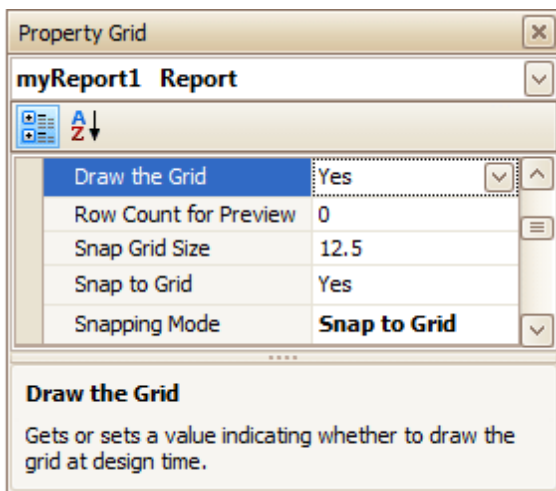 Property Grid
myReport1 Report
A
Z
Draw the Grid Yes
Row Count for Preview 0
Snap Grid Size 12.5
Snap to Grid Yes
Snapping Mode Snap to Grid
Draw the Grid
Gets or sets a value indicating whether to draw the
grid at design time.